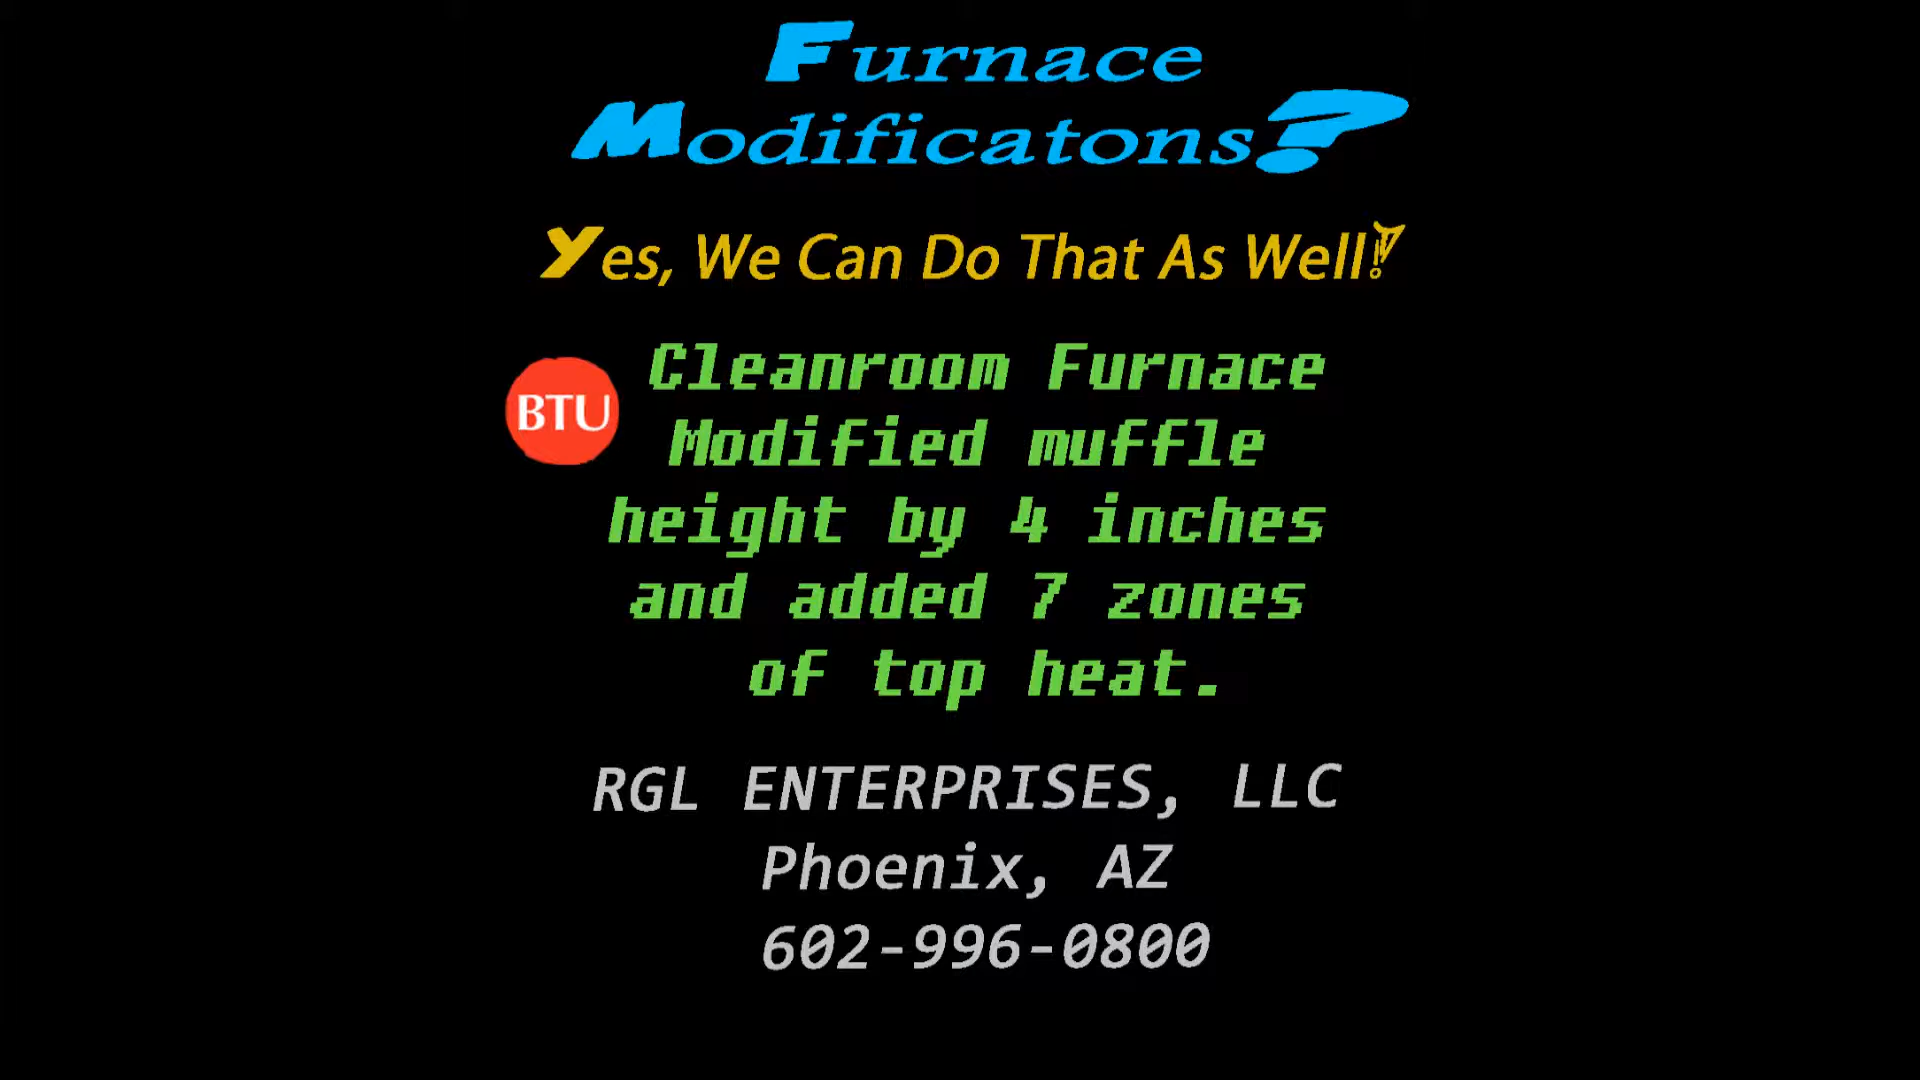 Furnace
Modificatons?
Yes, We Can Do That As Well!
BTU
Cleanroom Furnace
Modified muffle
height by 4 inches
and added 7 zones
of top heat.
RGL ENTERPRISES, LLC
Phoenix, AZ
602-996-0800